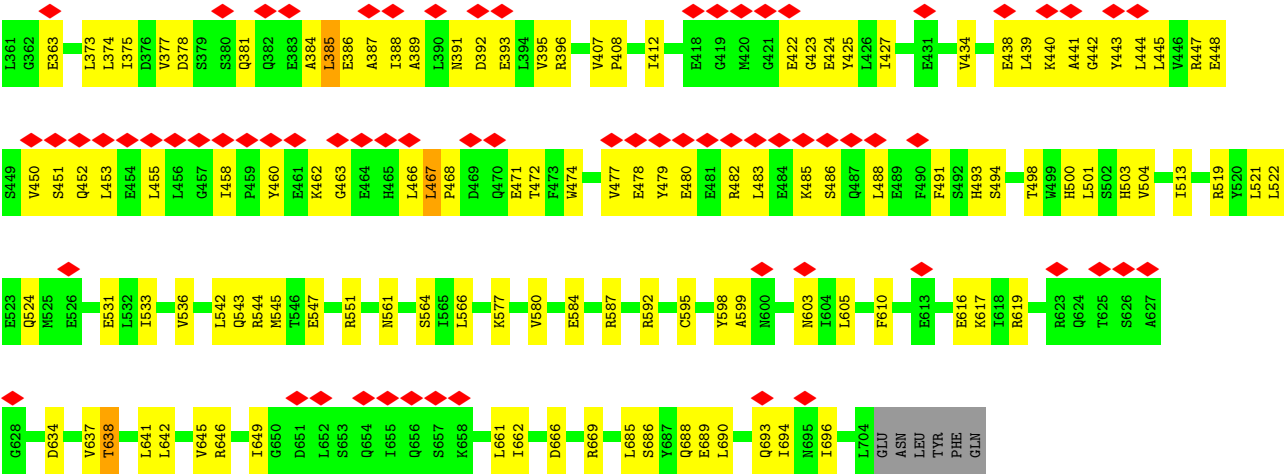 L361 G362 E363 L373 L374 I375 D376 V377 D378 S379 S380 Q381 Q382 E383 A384 L385 E386 A387 I388 A389 L390 N391 D392 E393 L394 V395 R396 V407 P408 I412 E418 G419 M420 G421 E422 G423 E424 Y425 L426 I427 E431 V434 E438 L439 K440 A441 G442 Y443 L444 L445 V446 R447 E448
S449 V450 S451 Q452 L453 E454 L455 L456 G457 I458 P459 Y460 E461 K462 G463 E464 H465 L466 L467 P468 D469 Q470 E471 T472 F473 W474 V477 E478 Y479 E480 E481 R482 L483 E484 K485 S486 Q487 L488 E489 F490 F491 S492 H493 S494 T498 W499 H500 L501 S502 H503 V504 I513 R519 Y520 L521 L522
E523 Q524 M525 E526 E531 L532 I533 V536 L542 Q543 R544 M545 T546 E547 R551 N561 S564 I565 L566 K577 V580 E584 R587 R592 C595 Y598 A599 N600 N603 I604 L605 F610 E613 E616 K617 I618 R619 R623 Q624 T625 S626 A627
G628 D634 V637 T638 L641 L642 V645 R646 I649 G650 D651 L652 S653 Q654 I655 Q656 S657 K658 L661 I662 D666 R669 L685 S686 Y687 Q688 E689 L690 Q693 I694 N695 I696 L704 GLU ASN LEU TYR PHE GLN